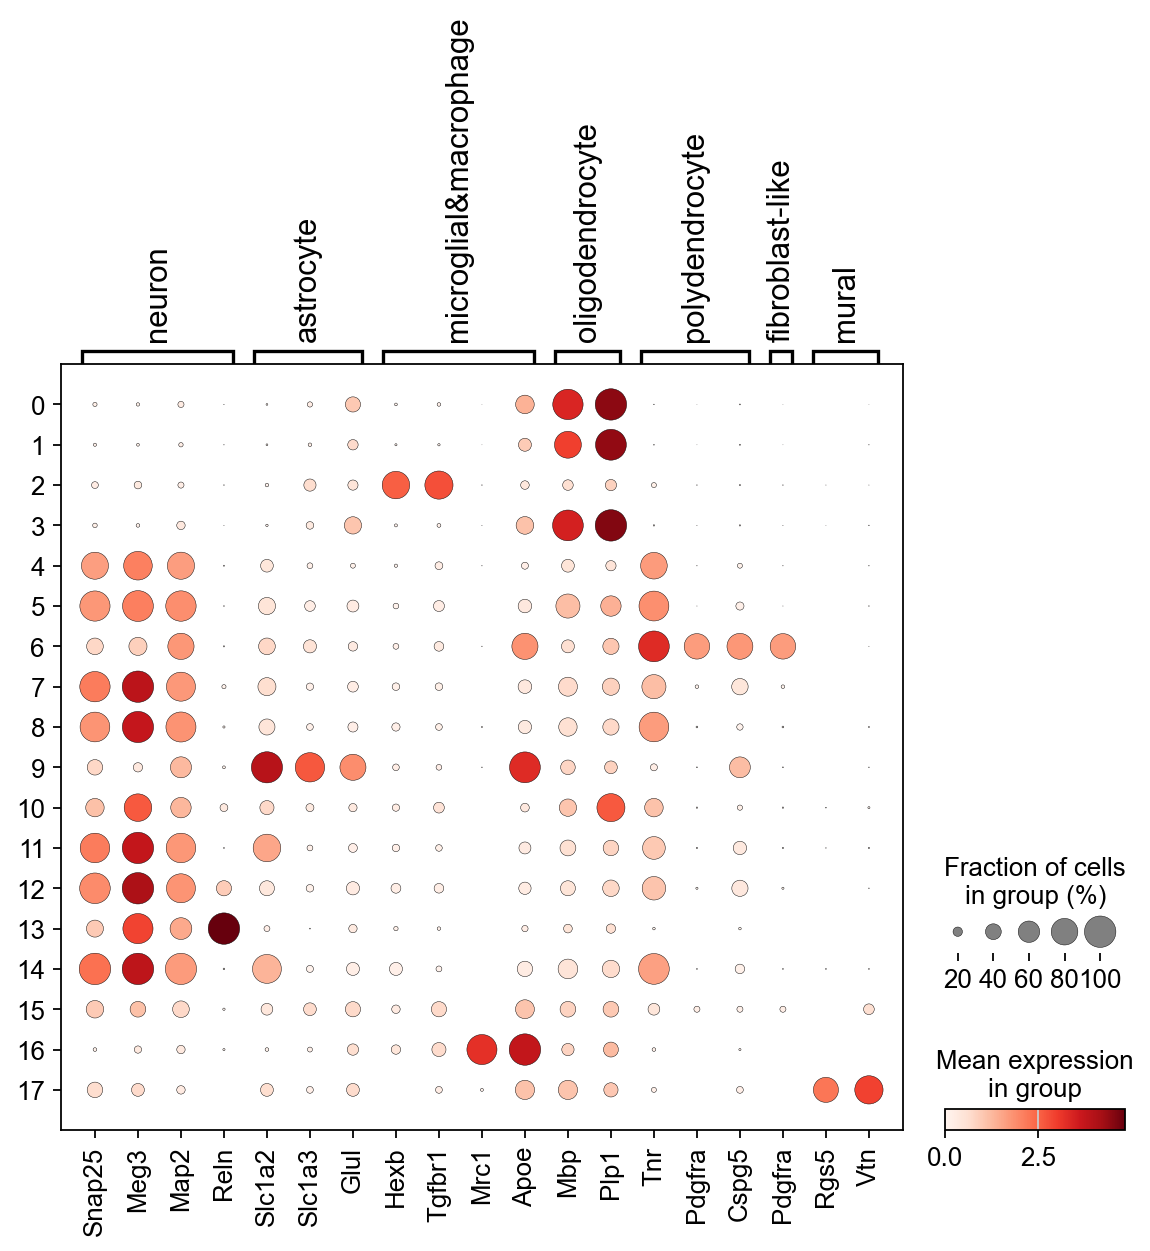 neuron
astrocyte
microglial&macrophage
oligodendrocyte
polydendrocyte
fibroblast-like
mural
0
1
2
3
4
5
6
7
8
9
10
11
12
13
14
15
16
17
Snap25
Meg3
Map2
Reln
Slc1a2
Slc1a3
Glul
Hexb
Tgfbr1
Mrc1
Apoe
Mbp
Plp1
Tnr
Pdgfra
Cspg5
Pdgfra
Rgs5
Vtn
Fraction of cells
in group (%)
20 40 60 80 100
Mean expression
in group
0.0 2.5